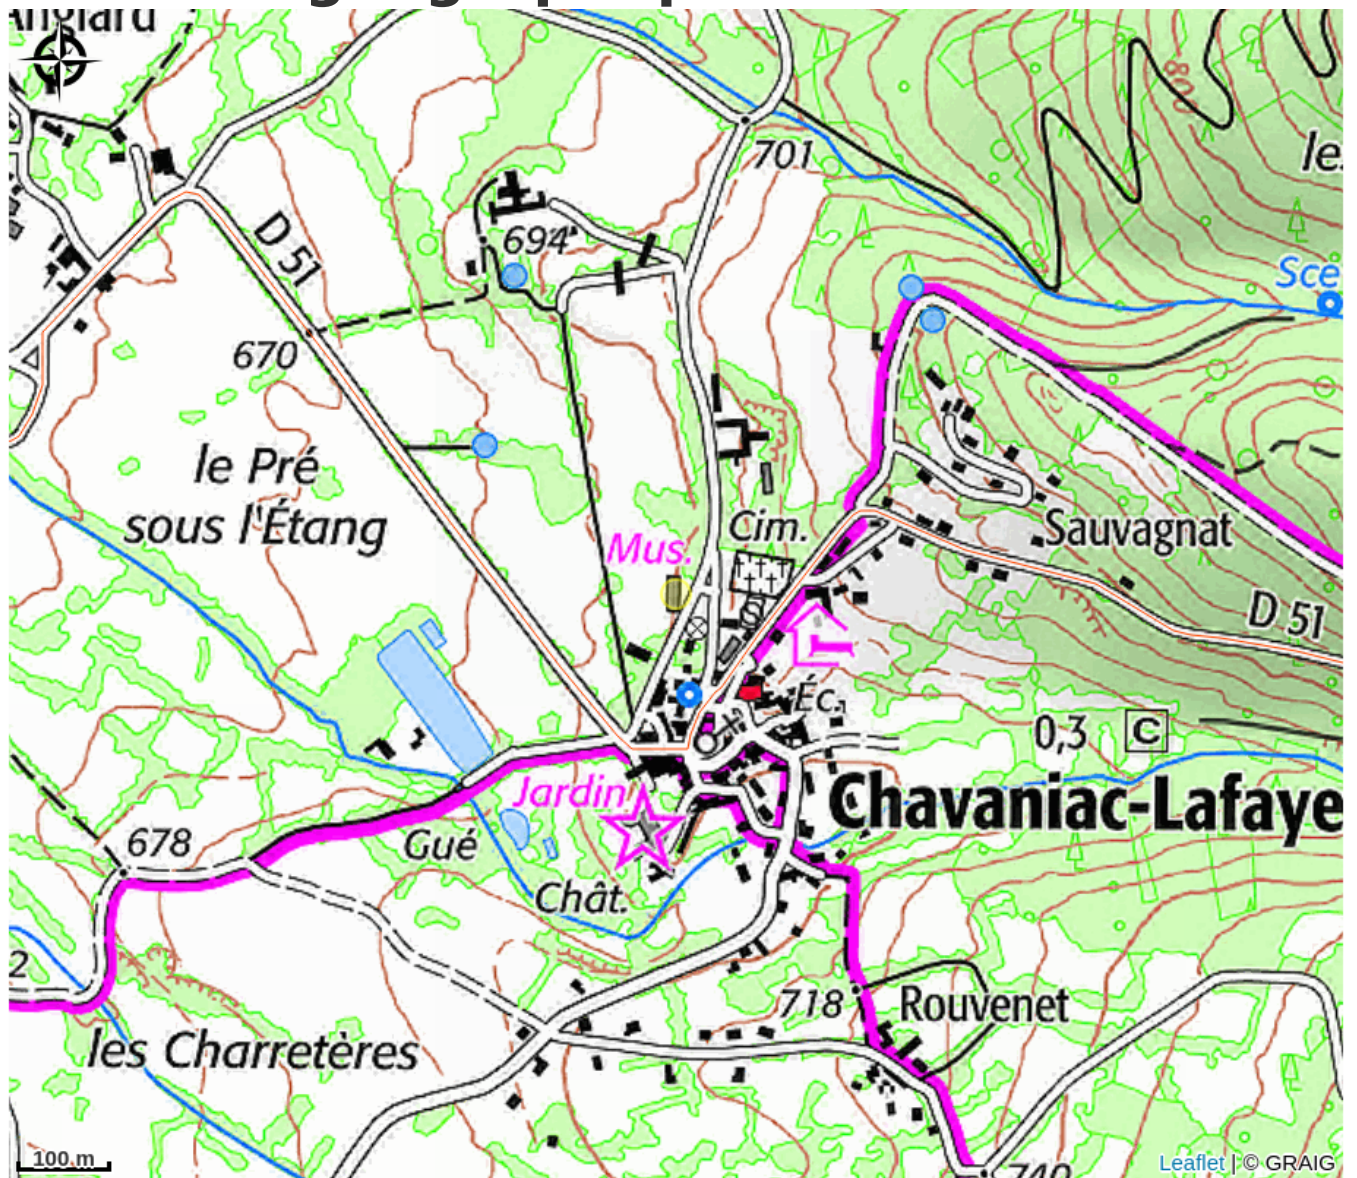 701
le
D 51
694
Sce
670
le Pré
sous l'Étang
Mus.
Cim.
Sauvagnat
D 51
Éc.
0,3 C
Jardin
Chavaniac-Lafaye
678
Gué
Chât.
2
718
Rouvenet
les Charretères
740
100 m
Leaflet | © GRAIG